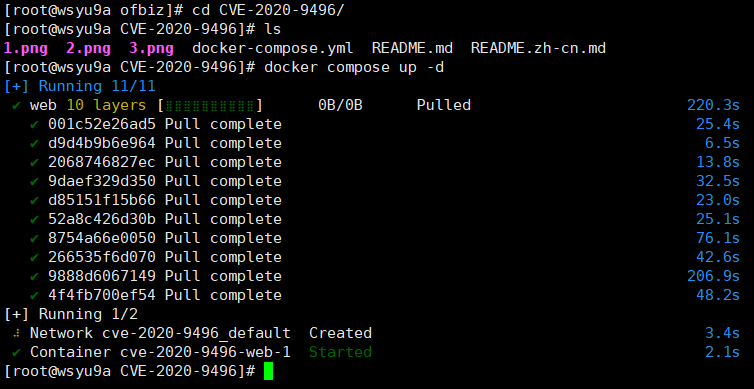 [root@wsyu9a ofbiz]# cd CVE-2020-9496/
[root@wsyu9a CVE-2020-9496]# ls
1.png  2.png  3.png  docker-compose.yml  README.md  README.zh-cn.md
[root@wsyu9a CVE-2020-9496]# docker compose up -d
[+] Running 11/11
✔ web 10 layers [⣿⣿⣿⣿⣿⣿⣿⣿⣿⣿]      0B/0B      Pulled 220.3s
✔ 001c52e26ad5 Pull complete 25.4s
✔ d9d4b9b6e964 Pull complete 6.5s
✔ 2068746827ec Pull complete 13.8s
✔ 9daef329d350 Pull complete 32.5s
✔ d85151f15b66 Pull complete 23.0s
✔ 52a8c426d30b Pull complete 25.1s
✔ 8754a66e0050 Pull complete 76.1s
✔ 266535f6d070 Pull complete 42.6s
✔ 9888d6067149 Pull complete 206.9s
✔ 4f4fb700ef54 Pull complete 48.2s
[+] Running 1/2
⠼ Network cve-2020-9496_default  Created 3.4s
✔ Container cve-2020-9496-web-1  Started 2.1s
[root@wsyu9a CVE-2020-9496]#